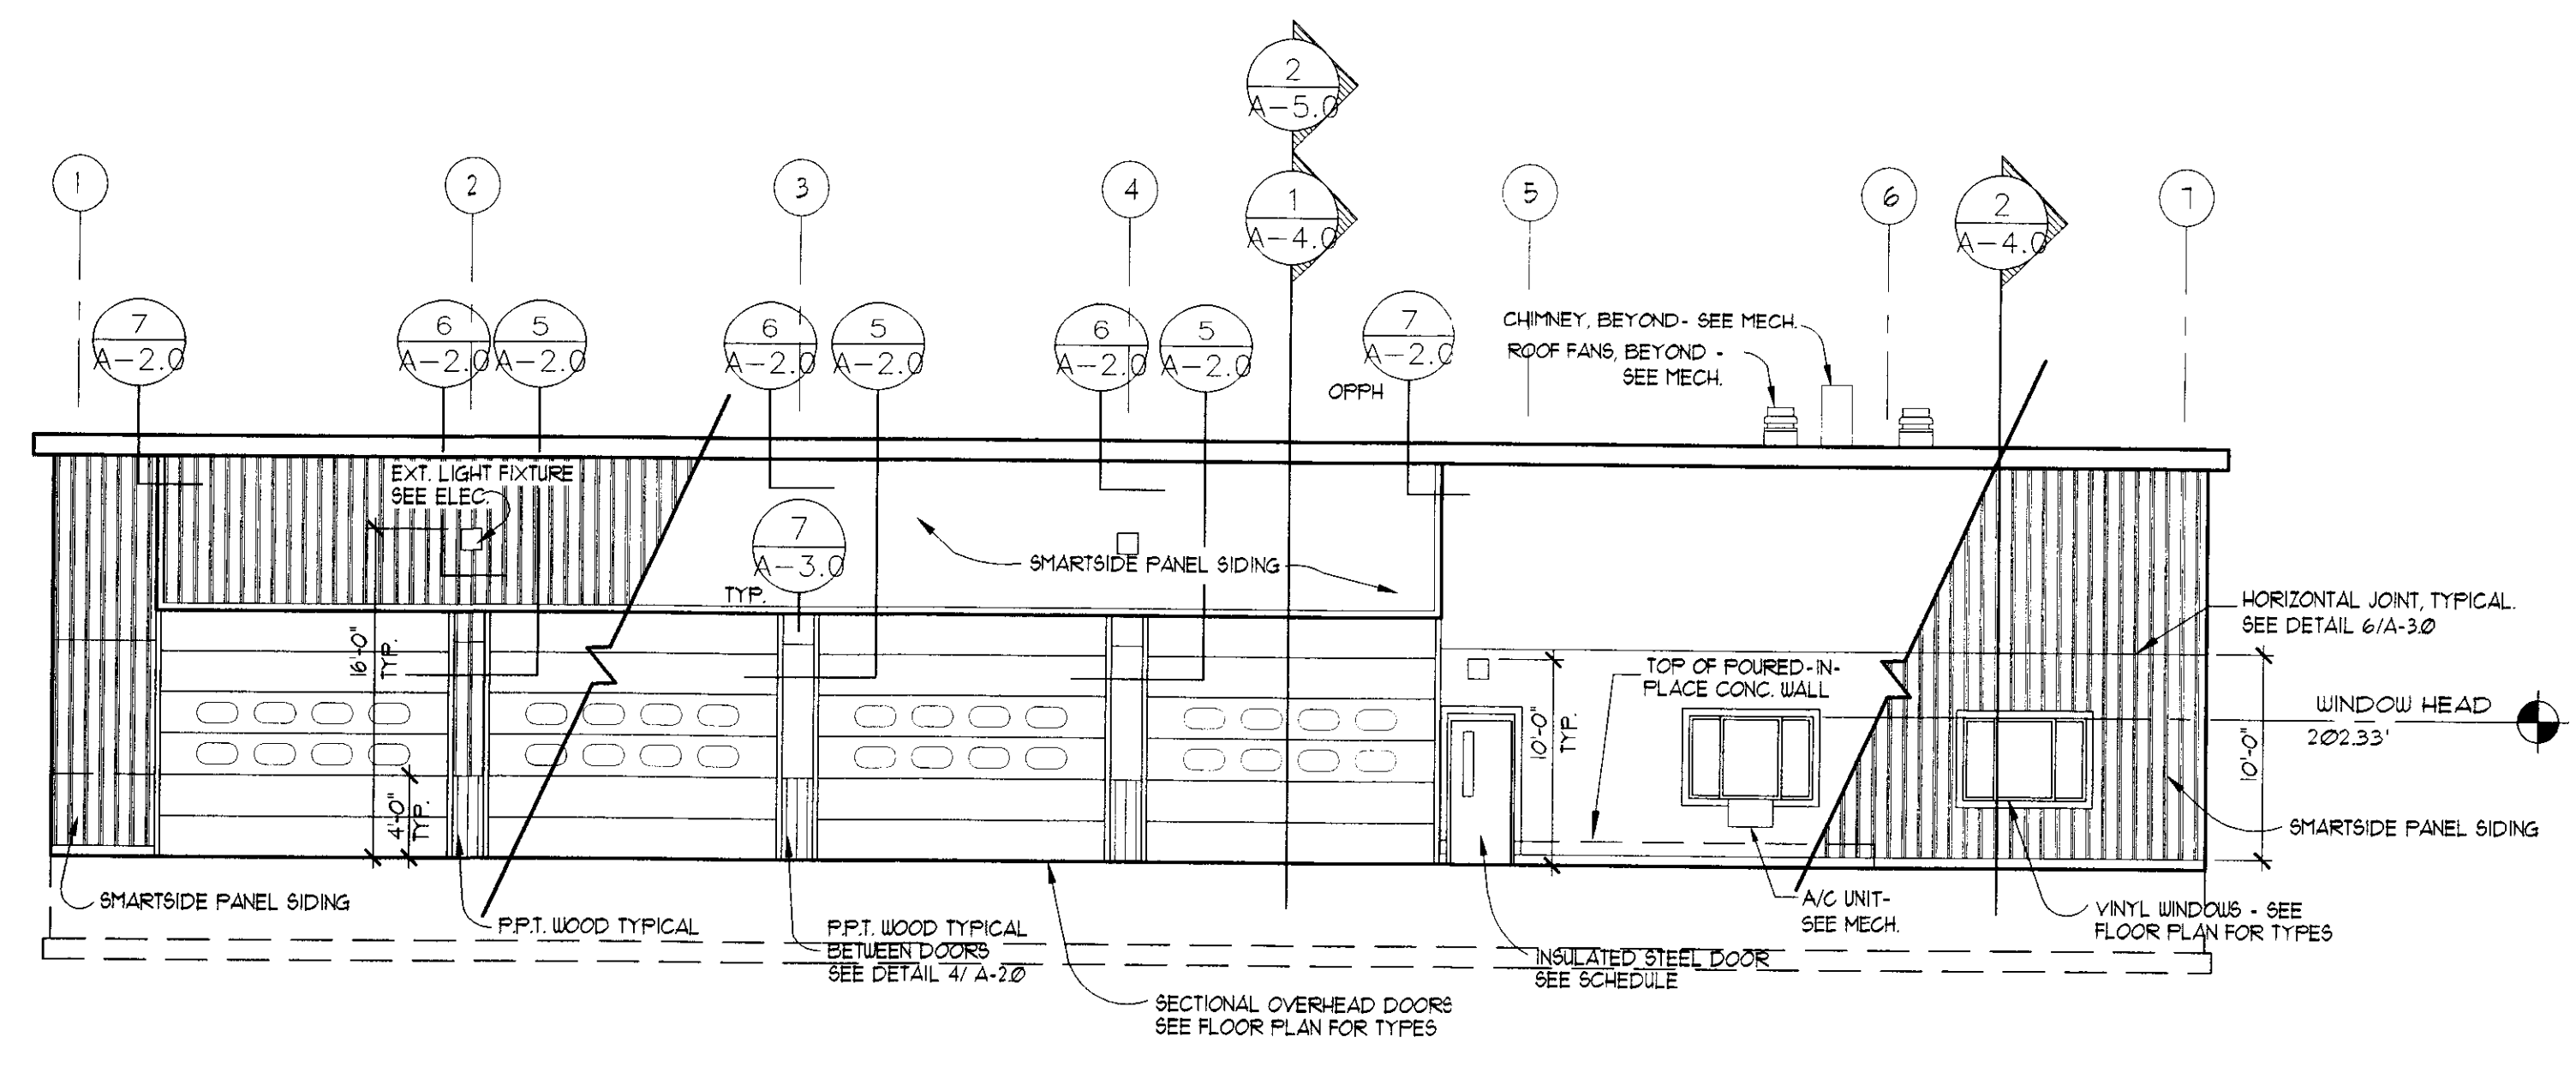 2
A-5.0
1
2
3
4
1
A-4.0
5
6
2
A-4.0
7
7
A-2.0
6
A-2.0
5
A-2.0
6
A-2.0
5
A-2.0
6
A-2.0
5
A-2.0
7
A-2.0
OPPH
CHIMNEY, BEYOND- SEE MECH.
ROOF FANS, BEYOND -
SEE MECH.
EXT. LIGHT FIXTURE
SEE ELEC.
7
A-3.0
TYP.
SMARTSIDE PANEL SIDING
HORIZONTAL JOINT, TYPICAL.
SEE DETAIL 6/A-3.0
16'-0"
TYP.
TOP OF POURED-IN-
PLACE CONC. WALL
10'-0"
TYP.
WINDOW HEAD
202.33'
10'-0"
4'-0"
TYP.
SMARTSIDE PANEL SIDING
SMARTSIDE PANEL SIDING
P.P.T. WOOD TYPICAL
P.P.T. WOOD TYPICAL
BETWEEN DOORS
SEE DETAIL 4/ A-2.0
A/C UNIT-
SEE MECH.
VINYL WINDOWS - SEE
FLOOR PLAN FOR TYPES
INSULATED STEEL DOOR
SEE SCHEDULE
SECTIONAL OVERHEAD DOORS
SEE FLOOR PLAN FOR TYPES